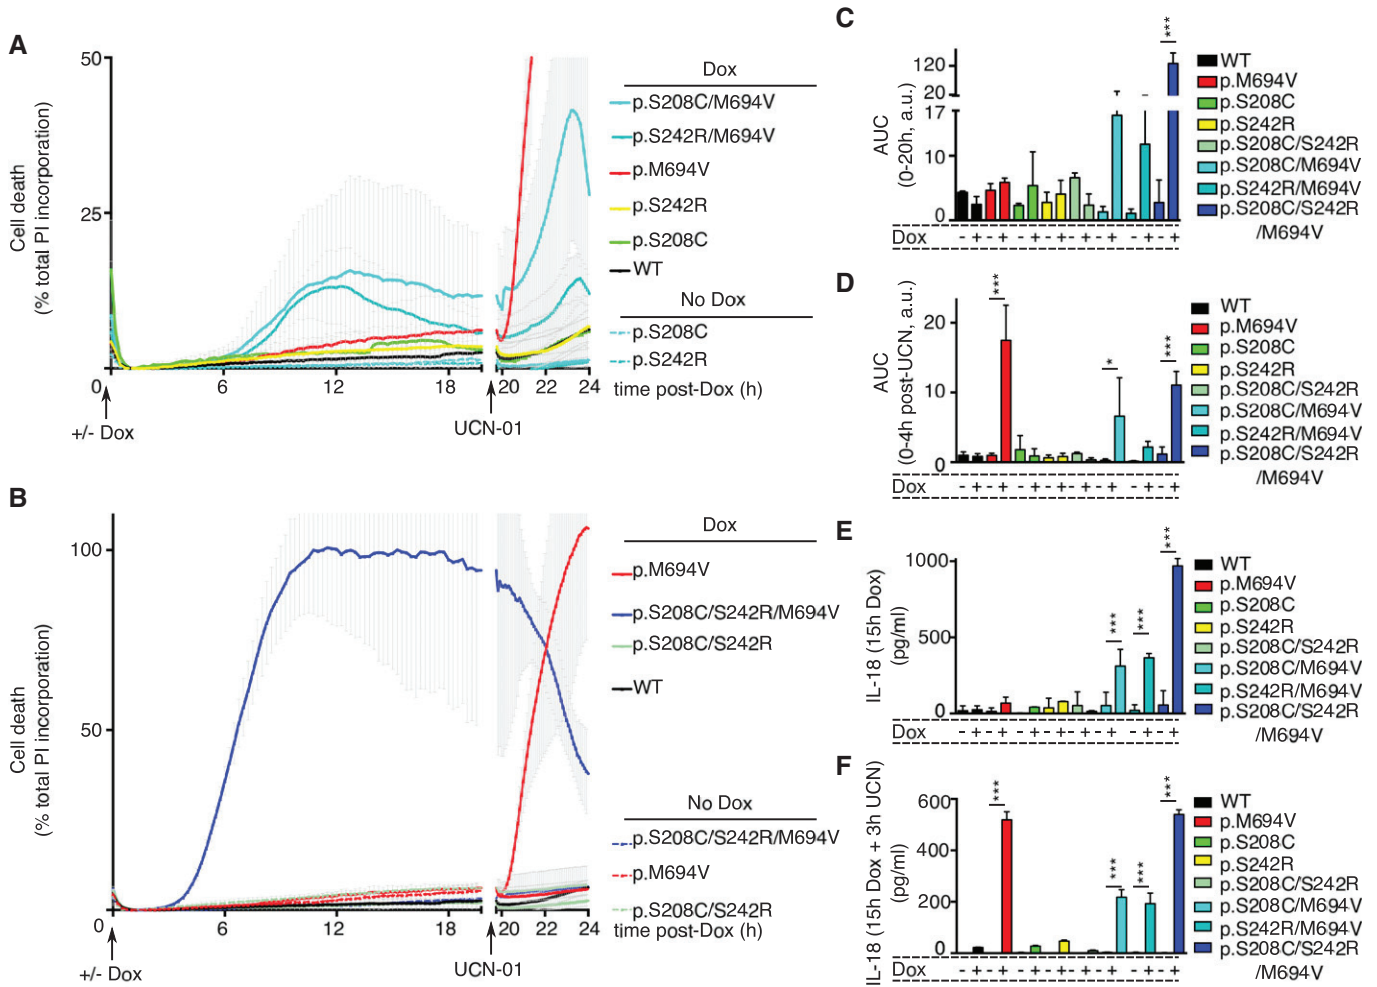 A
50
25
0
6
12
18
20
22
24
Cell death
(% total PI incorporation)
+/- Dox
UCN-01
time post-Dox (h)
Dox
p.S208C/M694V
p.S242R/M694V
p.M694V
p.S242R
p.S208C
WT
No Dox
p.S208C
p.S242R
B
100
50
0
6
12
18
20
22
24
Cell death
(% total PI incorporation)
+/- Dox
UCN-01
time post-Dox (h)
Dox
p.M694V
p.S208C/S242R/M694V
p.S208C/S242R
WT
No Dox
p.S208C/S242R/M694V
p.M694V
p.S208C/S242R
C
AUC
(0-20h, a.u.)
120
20
17
10
0
***
Dox - + - + - + - + - + - + - + - +
WT
p.M694V
p.S208C
p.S242R
p.S208C/S242R
p.S208C/M694V
p.S242R/M694V
p.S208C/S242R
/M694V
D
AUC
(0-4h post-UCN, a.u.)
20
10
0
***
*
***
Dox - + - + - + - + - + - + - + - +
WT
p.M694V
p.S208C
p.S242R
p.S208C/S242R
p.S208C/M694V
p.S242R/M694V
p.S208C/S242R
/M694V
E
IL-18 (15h Dox)
(pg/ml)
1000
500
0
***
***
***
Dox - + - + - + - + - + - + - + - +
WT
p.M694V
p.S208C
p.S242R
p.S208C/S242R
p.S208C/M694V
p.S242R/M694V
p.S208C/S242R
/M694V
F
IL-18 (15h Dox + 3h UCN)
(pg/ml)
600
400
200
0
***
***
***
***
Dox - + - + - + - + - + - + - + - +
WT
p.M694V
p.S208C
p.S242R
p.S208C/S242R
p.S208C/M694V
p.S242R/M694V
p.S208C/S242R
/M694V